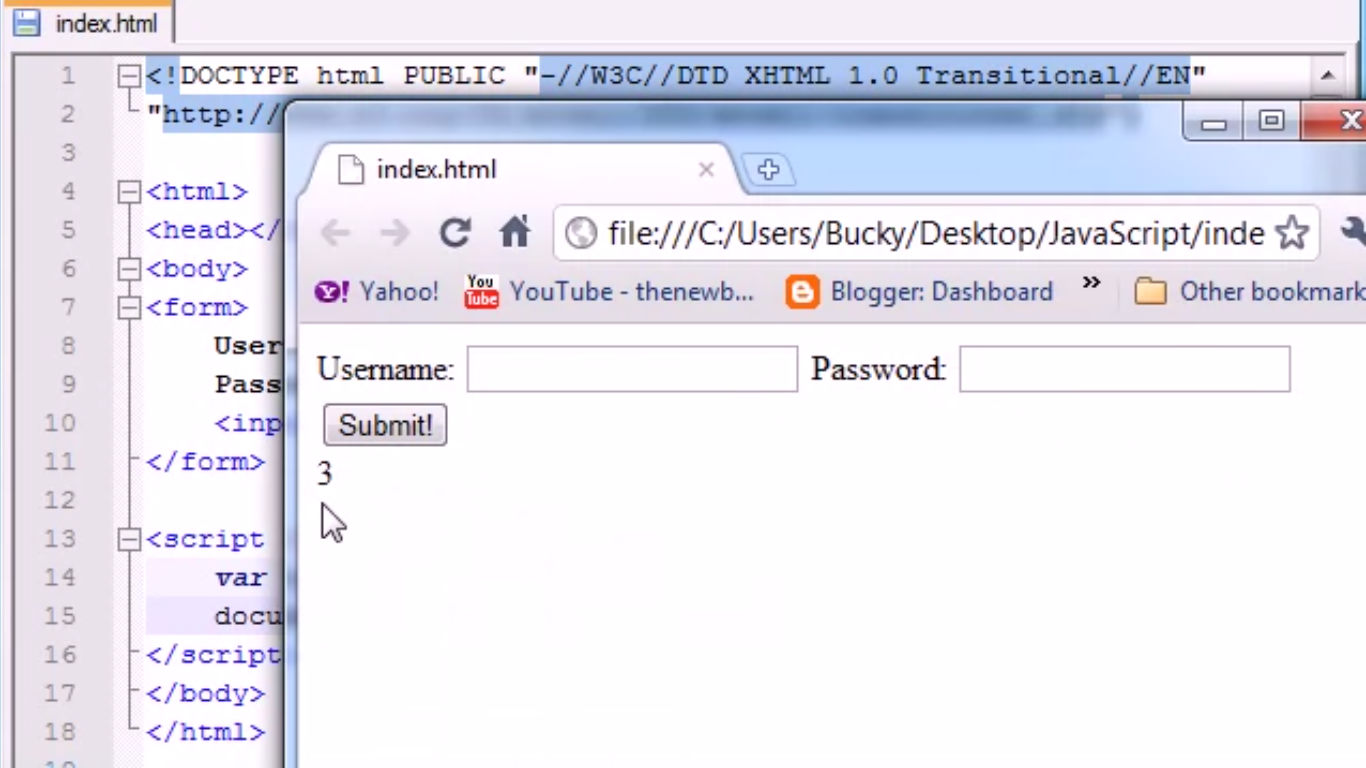 index.html
1 <!DOCTYPE html PUBLIC "-//W3C//DTD XHTML 1.0 Transitional//EN"
2 "http://
3
4 <html>
5 <head></
6 <body>
7 <form>
8 User
9 Pass
10 <inp
11 </form>
12
13 <script
14 var
15 docu
16 </script
17 </body>
18 </html>
19
index.html
file:///C:/Users/Bucky/Desktop/JavaScript/inde
Y! Yahoo! You Tube YouTube - thenewb... Blogger: Dashboard » Other bookmark
Username: Password:
Submit!
3